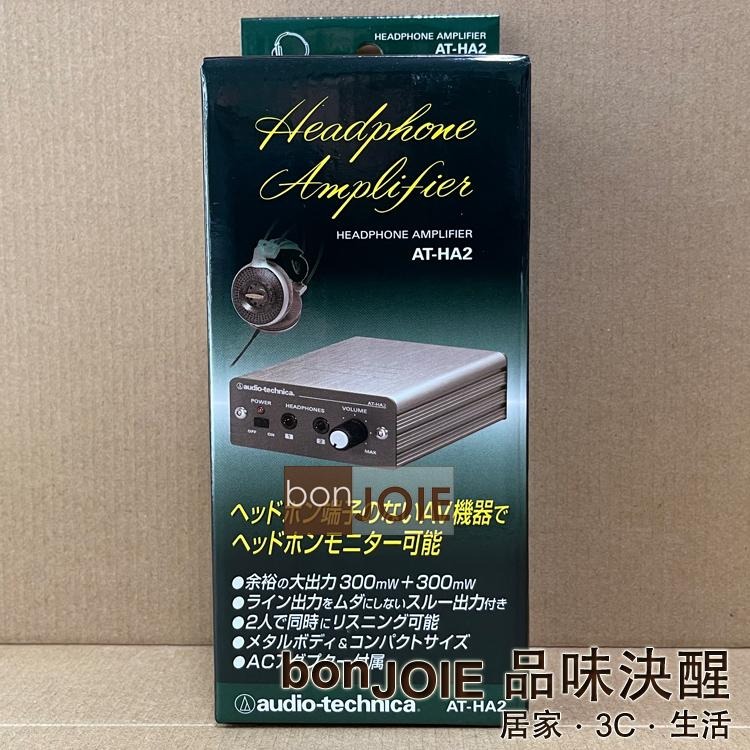 HEADPHONE AMPLIFIER
AT-HA2
Headphone
Amplifier
HEADPHONE AMPLIFIER
AT-HA2
audio-technica
AT-HA2
POWER
HEADPHONES
VOLUME
OFF ON 1 2
MAX
bonJOIE
ヘッドホン端子のないAV機器で
ヘッドホンモニター可能
●余裕の大出力300mW+300mW
●ライン出力をムダにしないスルー出力付き
●2人で同時にリスニング可能
●メタルボディ&コンパクトサイズ
●ACアダプター付属
bonJOIE 品味決醒
居家·3C·生活
audio-technica. AT-HA2